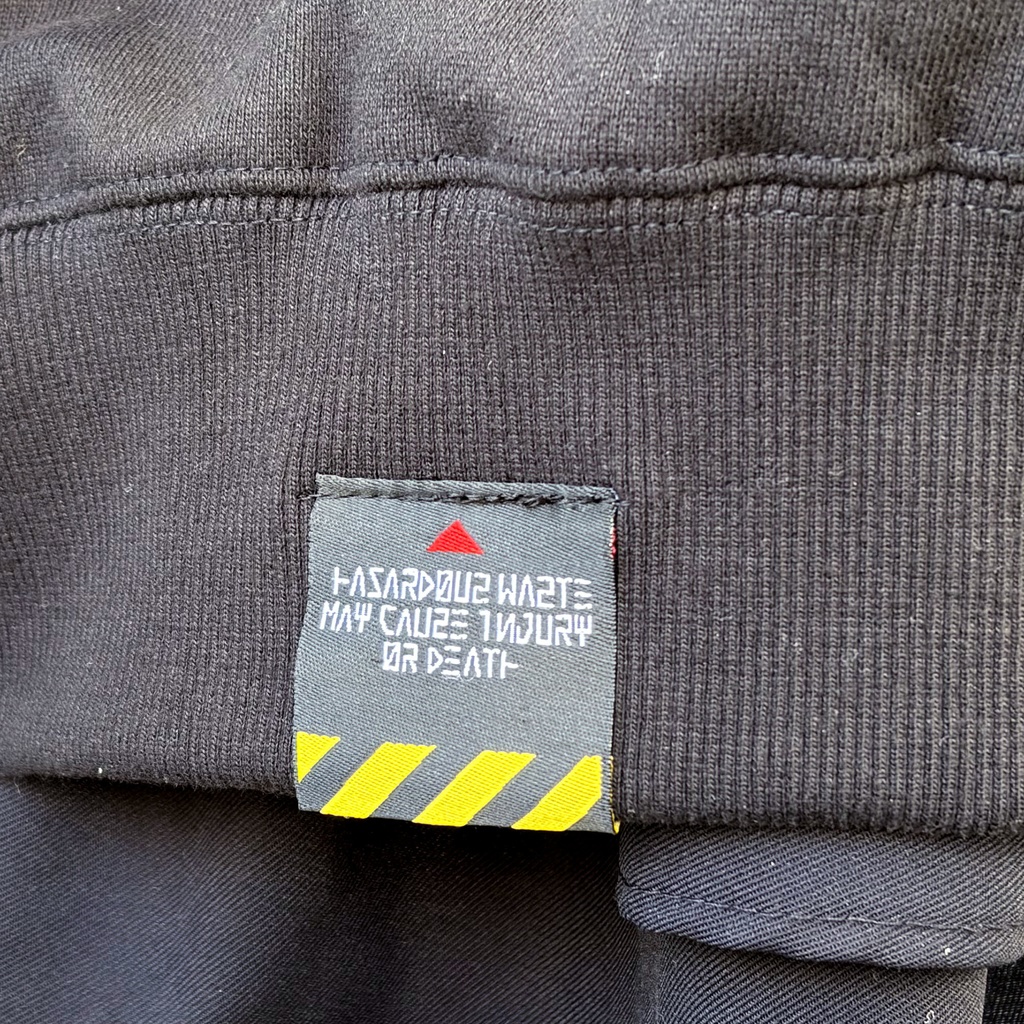 HAZARDOUS WASTE
MAY CAUSE INJURY
OR DEATH